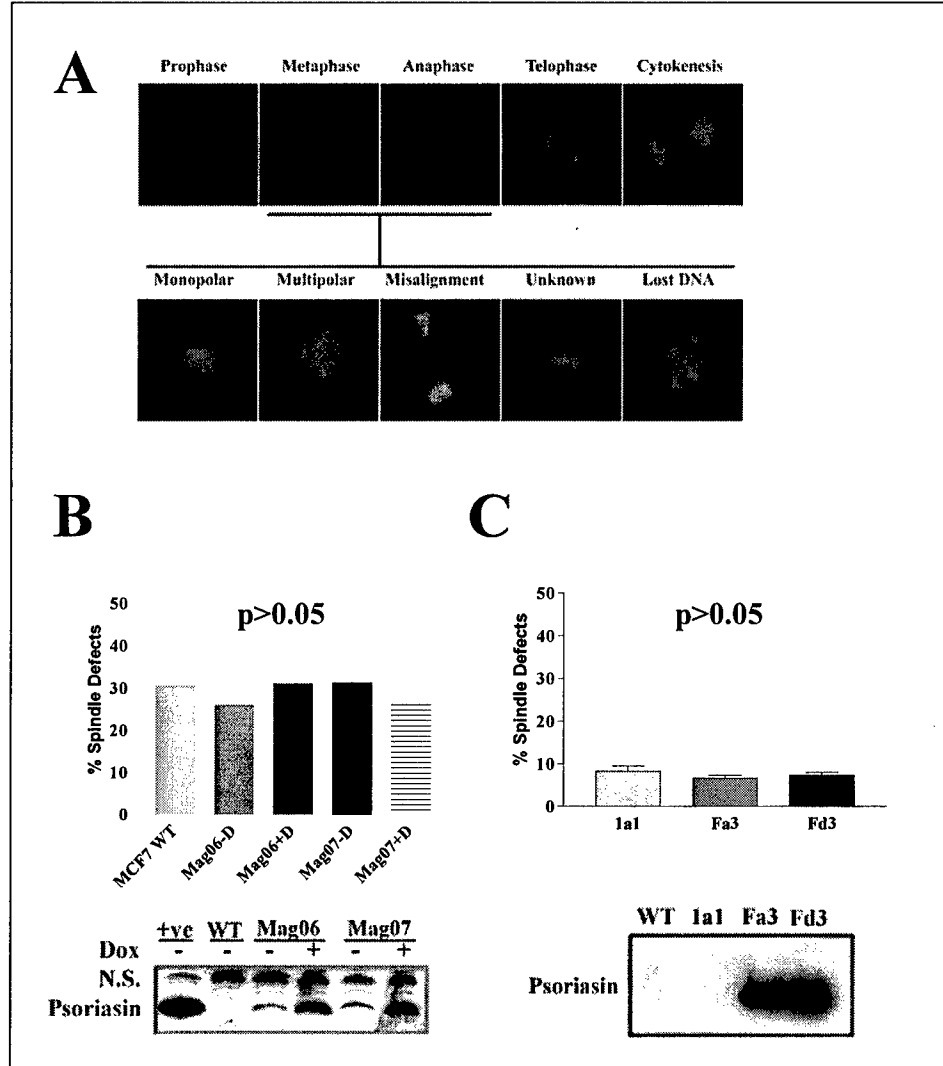 A
Prophase Metaphase Anaphase Telophase Cytokenesis
Monopolar Multipolar Misalignment Unknown Lost DNA
B
% Spindle Defects
50
40
30
20
10
0
p>0.05
MCF7 WT Mag06-D Mag06+D Mag07-D Mag07+D
+ve WT Mag06 Mag07
Dox - - - + - +
N.S.
Psoriasin
C
% Spindle Defects
50
40
30
20
10
0
p>0.05
1a1 Fa3 Fd3
WT 1a1 Fa3 Fd3
Psoriasin